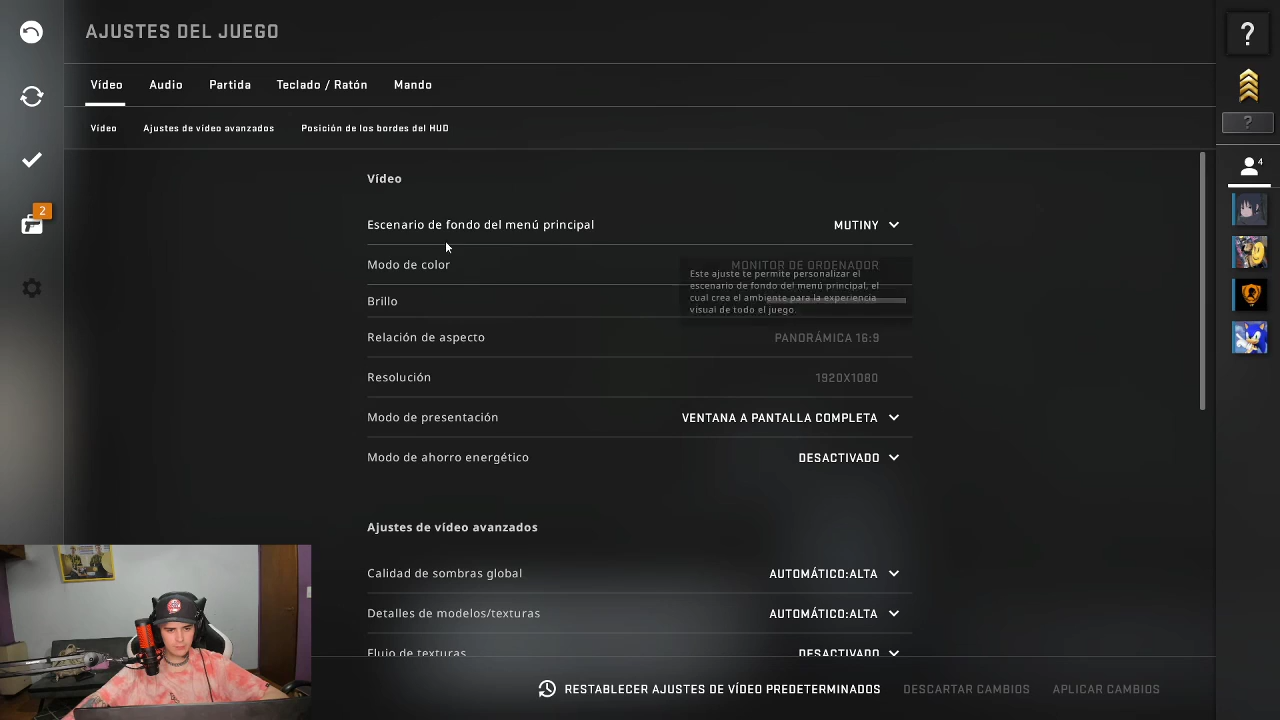 AJUSTES DEL JUEGO
?
Vídeo
Audio
Partida
Teclado / Ratón
Mando
Vídeo
Ajustes de vídeo avanzados
Posición de los bordes del HUD
?
4
2
Vídeo
Escenario de fondo del menú principal
MUTINY
Modo de color
MONITOR DE ORDENADOR
Este ajuste te permite personalizar el
escenario de fondo del menú principal, el
cual crea el ambiente para la experiencia
visual de todo el juego.
Brillo
Relación de aspecto
PANORÁMICA 16:9
Resolución
1920X1080
Modo de presentación
VENTANA A PANTALLA COMPLETA
Modo de ahorro energético
DESACTIVADO
Ajustes de vídeo avanzados
Calidad de sombras global
AUTOMÁTICO:ALTA
Detalles de modelos/texturas
AUTOMÁTICO:ALTA
Flujo de texturas
DESACTIVADO
RESTABLECER AJUSTES DE VÍDEO PREDETERMINADOS
DESCARTAR CAMBIOS
APLICAR CAMBIOS